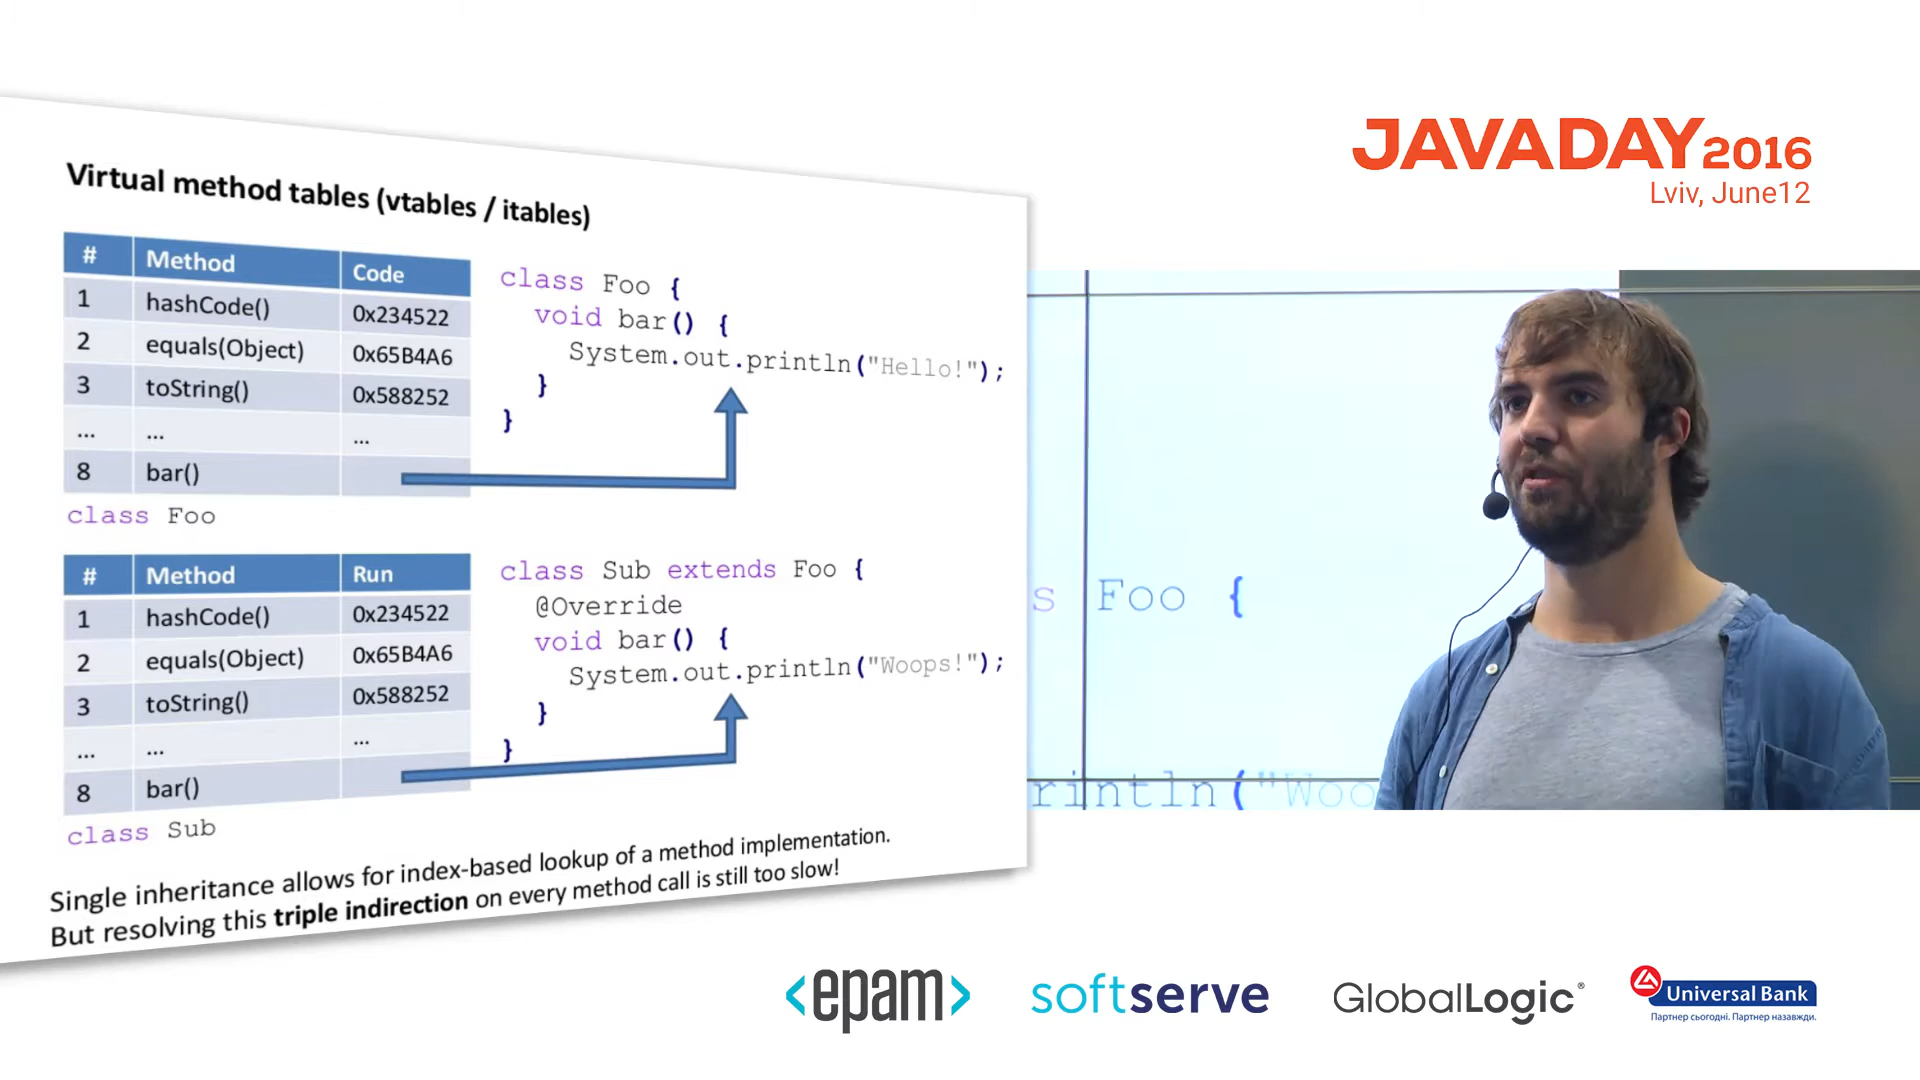 Virtual method tables (vtables / itables)
# Method Code
1 hashCode() 0x234522
2 equals(Object) 0x65B4A6
3 toString() 0x588252
... ... ...
8 bar()
class Foo
class Foo {
void bar() {
System.out.println("Hello!");
}
}
# Method Run
1 hashCode() 0x234522
2 equals(Object) 0x65B4A6
3 toString() 0x588252
... ... ...
8 bar()
class Sub
class Sub extends Foo {
@Override
void bar() {
System.out.println("Woops!");
}
}
Single inheritance allows for index-based lookup of a method implementation.
But resolving this triple indirection on every method call is still too slow!
JAVADAY2016
Lviv, June12
s Foo {
rintln("Woo
<epam>
softserve
GlobalLogic®
Universal Bank
Партнер сьогодні. Партнер назавжди.